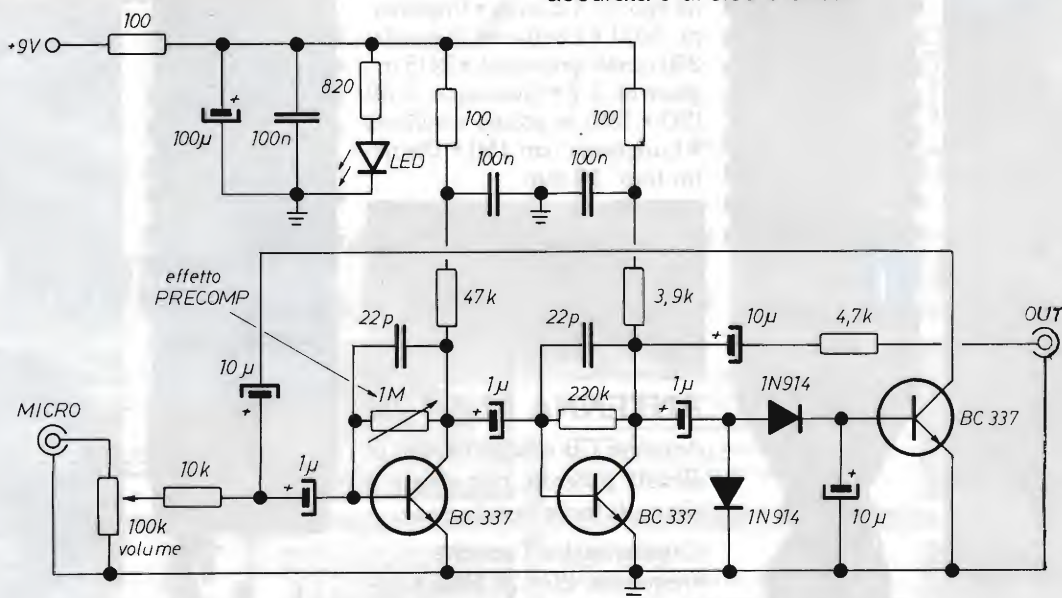 100
+9V
820
100
100
100µ
100n
LED
100n
100n
effetto
PRECOMP
47k
3,9k
22p
22p
10µ
4,7k
OUT
10µ
1M
1µ
220k
1µ
1N914
BC 337
MICRO
10k
1µ
100k
volume
BC 337
BC 337
1N914
10µ